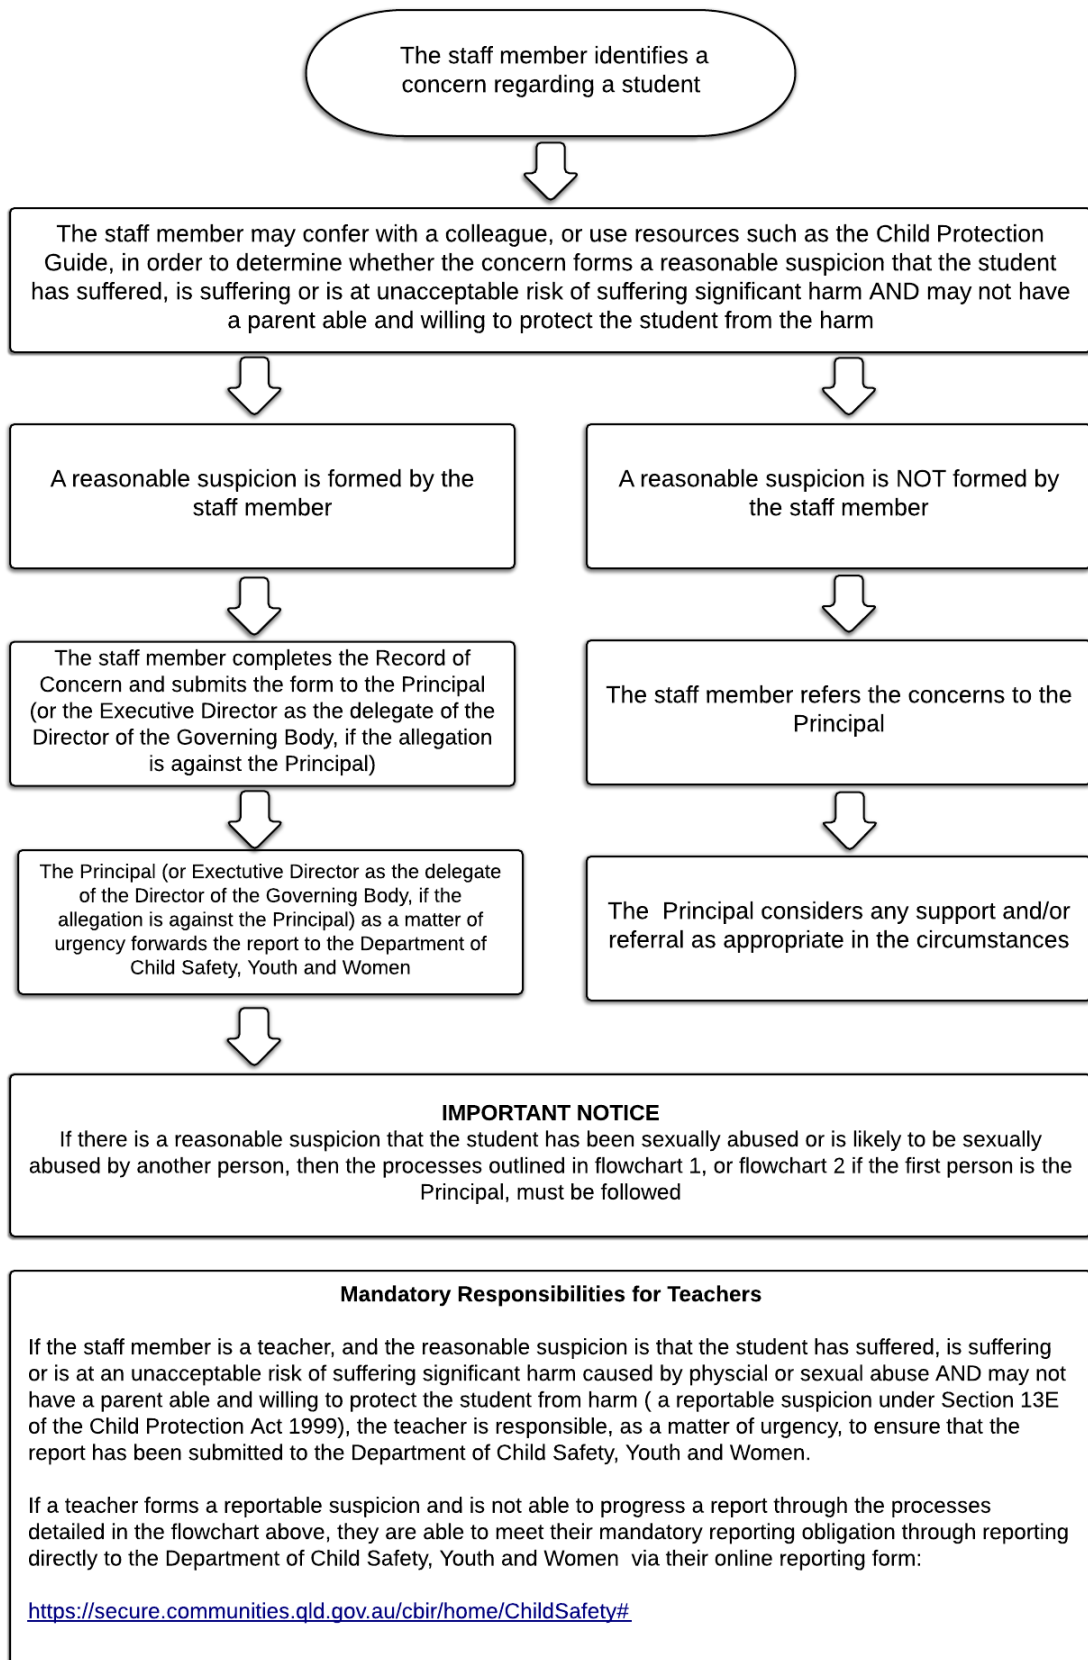 The staff member identifies a
concern regarding a student
The staff member may confer with a colleague, or use resources such as the Child Protection
Guide, in order to determine whether the concern forms a reasonable suspicion that the student
has suffered, is suffering or is at unacceptable risk of suffering significant harm AND may not have
a parent able and willing to protect the student from the harm
A reasonable suspicion is formed by the
staff member
The staff member completes the Record of
Concern and submits the form to the Principal
(or the Executive Director as the delegate of the
Director of the Governing Body, if the allegation
is against the Principal)
The Principal (or Exectutive Director as the delegate
of the Director of the Governing Body, if the
allegation is against the Principal) as a matter of
urgency forwards the report to the Department of
Child Safety, Youth and Women
A reasonable suspicion is NOT formed by
the staff member
The staff member refers the concerns to the
Principal
The  Principal considers any support and/or
referral as appropriate in the circumstances
IMPORTANT NOTICE
If there is a reasonable suspicion that the student has been sexually abused or is likely to be sexually
abused by another person, then the processes outlined in flowchart 1, or flowchart 2 if the first person is the
Principal, must be followed
Mandatory Responsibilities for Teachers
If the staff member is a teacher, and the reasonable suspicion is that the student has suffered, is suffering
or is at an unacceptable risk of suffering significant harm caused by physcial or sexual abuse AND may not
have a parent able and willing to protect the student from harm ( a reportable suspicion under Section 13E
of the Child Protection Act 1999), the teacher is responsible, as a matter of urgency, to ensure that the
report has been submitted to the Department of Child Safety, Youth and Women.
If a teacher forms a reportable suspicion and is not able to progress a report through the processes
detailed in the flowchart above, they are able to meet their mandatory reporting obligation through reporting
directly to the Department of Child Safety, Youth and Women  via their online reporting form:
https://secure.communities.qld.gov.au/cbir/home/ChildSafety#